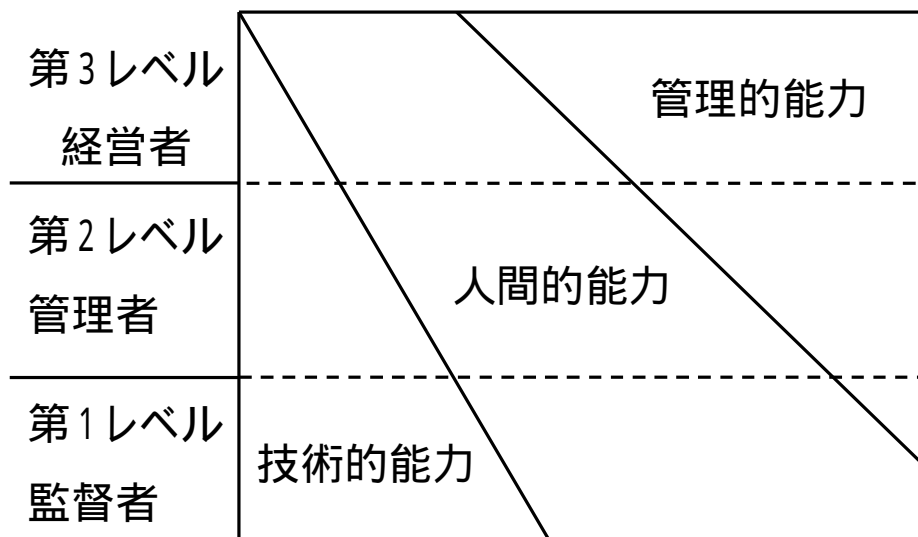 第3レベル
経営者
管理的能力
第2レベル
管理者
人間的能力
第1レベル
監督者
技術的能力